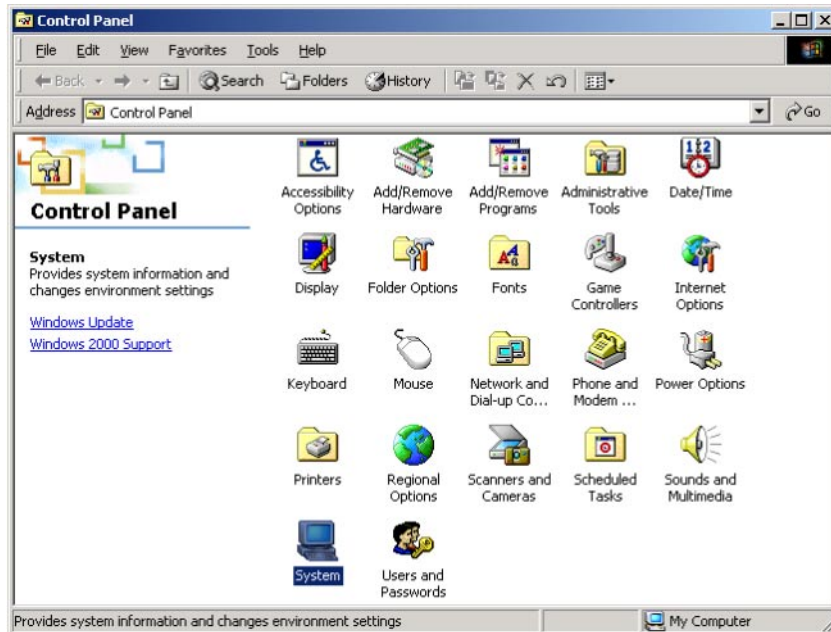 Control Panel
File Edit View Favorites Tools Help
Back Search Folders History
Address Control Panel Go
Control Panel
System
Provides system information and
changes environment settings
Windows Update
Windows 2000 Support
Accessibility
Options
Add/Remove
Hardware
Add/Remove
Programs
Administrative
Tools
Date/Time
Display
Folder Options
Fonts
Game
Controllers
Internet
Options
Keyboard
Mouse
Network and
Dial-up Co...
Phone and
Modem ...
Power Options
Printers
Regional
Options
Scanners and
Cameras
Scheduled
Tasks
Sounds and
Multimedia
System
Users and
Passwords
Provides system information and changes environment settings My Computer